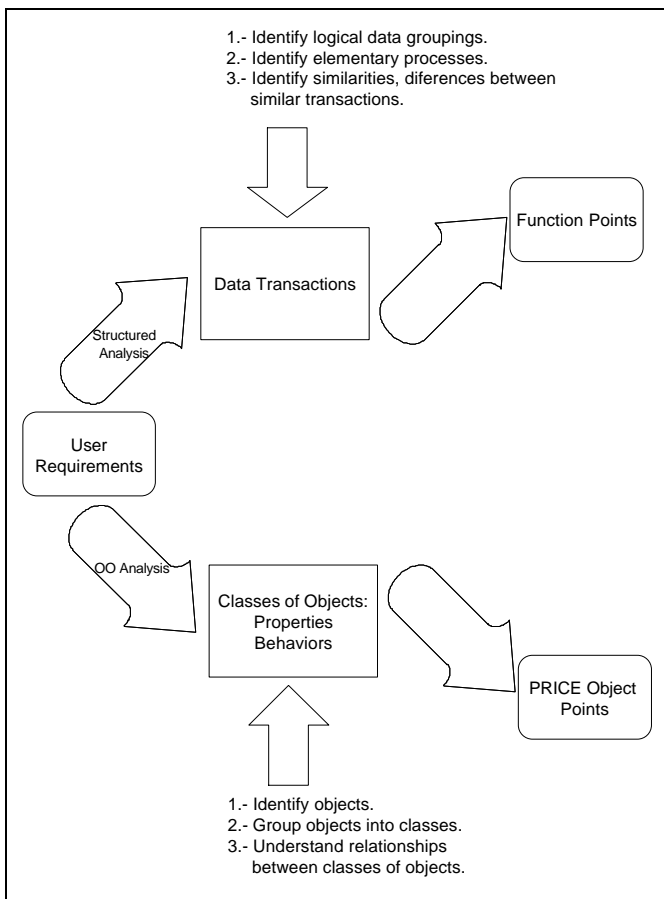 1.- Identify logical data groupings.
2.- Identify elementary processes.
3.- Identify similarities, diferences between
similar transactions.
Function Points
Data Transactions
Structured
Analysis
User
Requirements
OO Analysis
Classes of Objects:
Properties
Behaviors
PRICE Object
Points
1.- Identify objects.
2.- Group objects into classes.
3.- Understand relationships
between classes of objects.